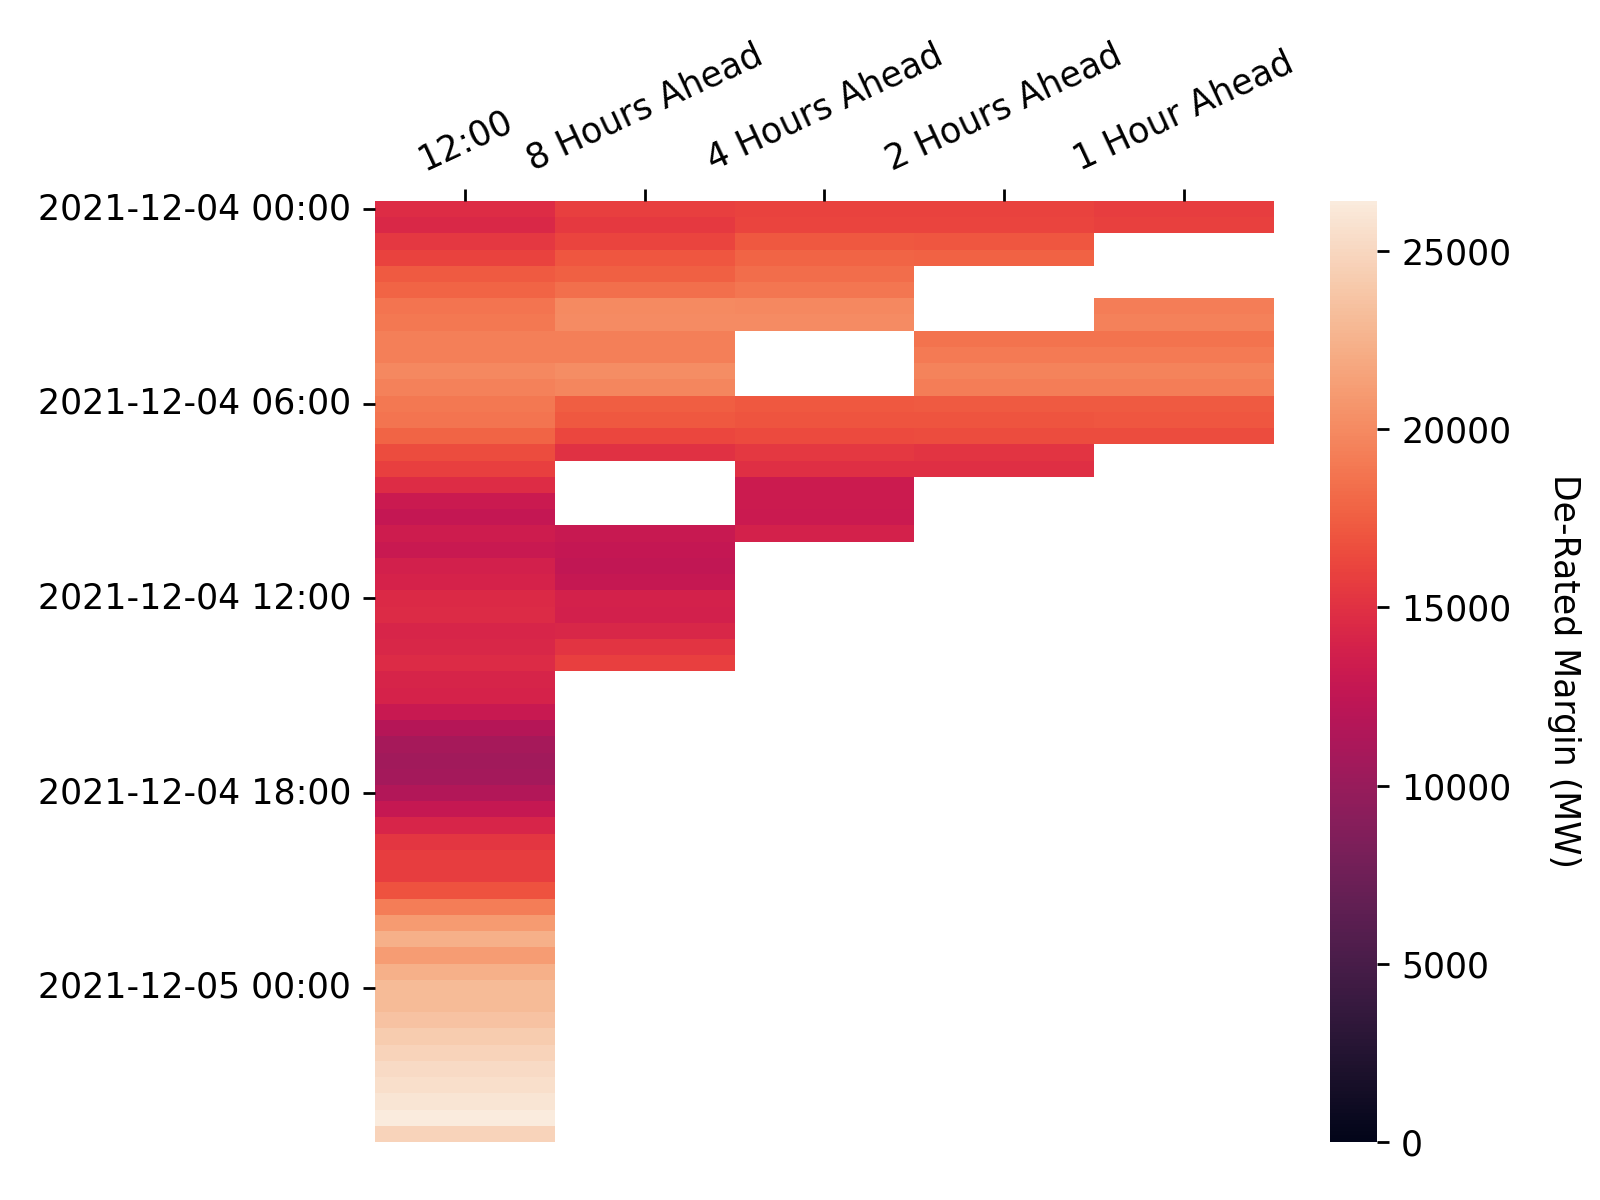 12:00
8 Hours Ahead
4 Hours Ahead
2 Hours Ahead
1 Hour Ahead
2021-12-04 00:00
2021-12-04 06:00
2021-12-04 12:00
2021-12-04 18:00
2021-12-05 00:00
25000
20000
15000
10000
5000
0
De-Rated Margin (MW)